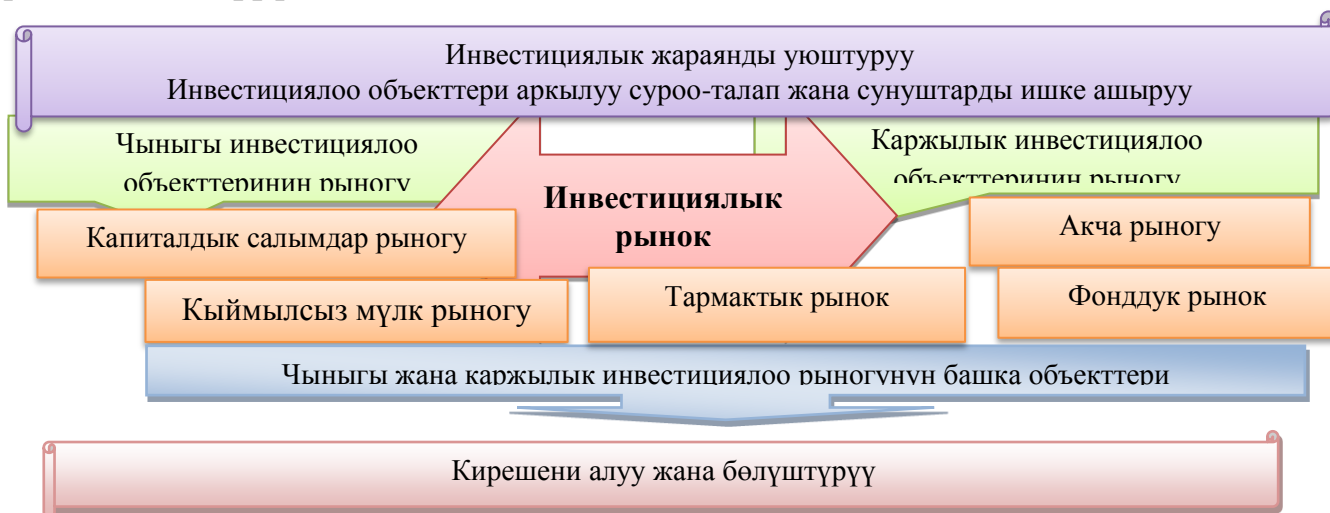 Инвестициялык жараянды уюштуруу
Инвестициялоо объекттери аркылуу суроо-талап жана сунуштарды ишке ашыруу
Чыныгы инвестициялоо
объекттеринин рыногу
Инвестициялык
рынок
Каржылык инвестициялоо
объекттеринин рыногу
Капиталдык салымдар рыногу
Акча рыногу
Кыймылсыз мүлк рыногу
Тармактык рынок
Фонддук рынок
Чыныгы жана каржылык инвестициялоо рыногунун башка объекттери
Кирешени алуу жана бөлүштүрүү